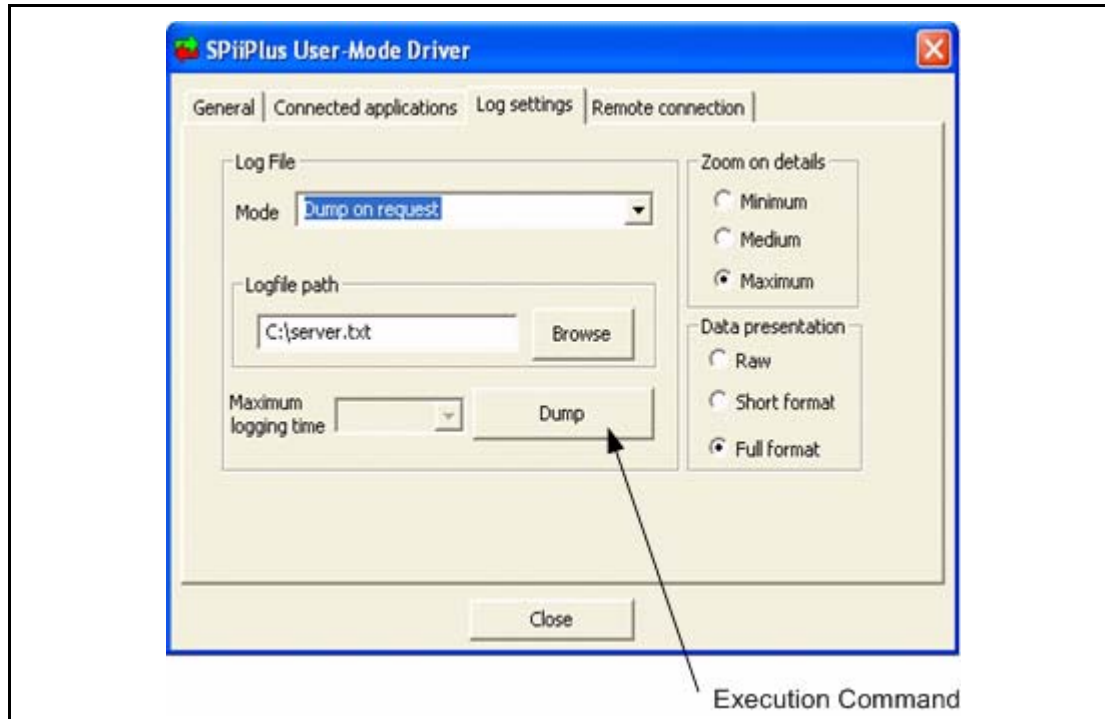 SPiiPlus User-Mode Driver
General
Connected applications
Log settings
Remote connection
Log File
Mode
Dump on request
Logfile path
C:\server.txt
Browse
Maximum
logging time
Dump
Zoom on details
Minimum
Medium
Maximum
Data presentation
Raw
Short format
Full format
Close
Execution Command